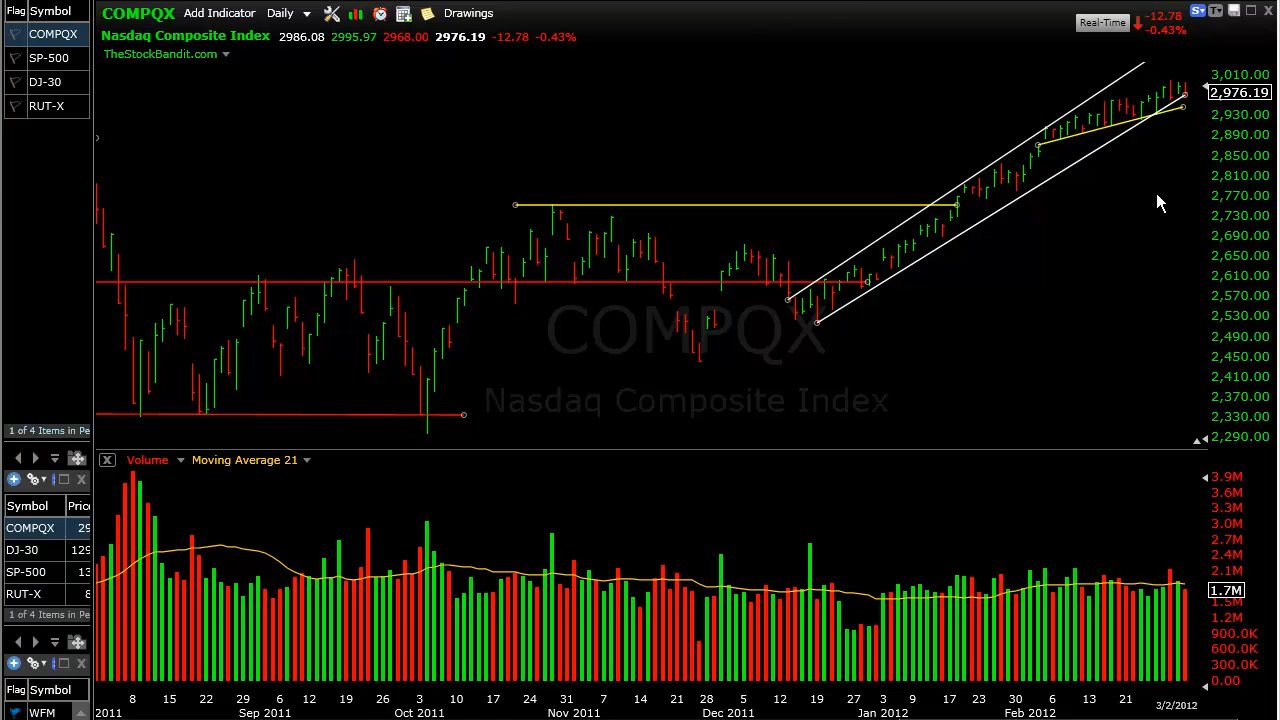 Flag Symbol
COMPQX
SP-500
DJ-30
RUT-X
COMPQX Add Indicator Daily Drawings
Nasdaq Composite Index 2986.08 2995.97 2968.00 2976.19 -12.78 -0.43%
TheStockBandit.com
S T
Real-Time -12.78
-0.43%
3,010.00
2,976.19
2,930.00
2,890.00
2,850.00
2,810.00
2,770.00
2,730.00
2,690.00
2,650.00
2,610.00
2,570.00
2,530.00
2,490.00
2,450.00
2,410.00
2,370.00
2,330.00
2,290.00
COMPQX
Nasdaq Composite Index
1 of 4 Items in Pe
Symbol Price
COMPQX 29
DJ-30 129
SP-500 13
RUT-X 8
1 of 4 Items in Pe
Flag Symbol
WFM
X Volume Moving Average 21
3.9M
3.6M
3.3M
3.0M
2.7M
2.4M
2.1M
1.7M
1.5M
1.2M
900.0K
600.0K
300.0K
0.00
8 15 22 29 6 12 19 26 3 10 17 24 31 7 14 21 28 5 12 19 27 3 9 17 23 30 6 13 21
2011 Sep 2011 Oct 2011 Nov 2011 Dec 2011 Jan 2012 Feb 2012 3/2/2012